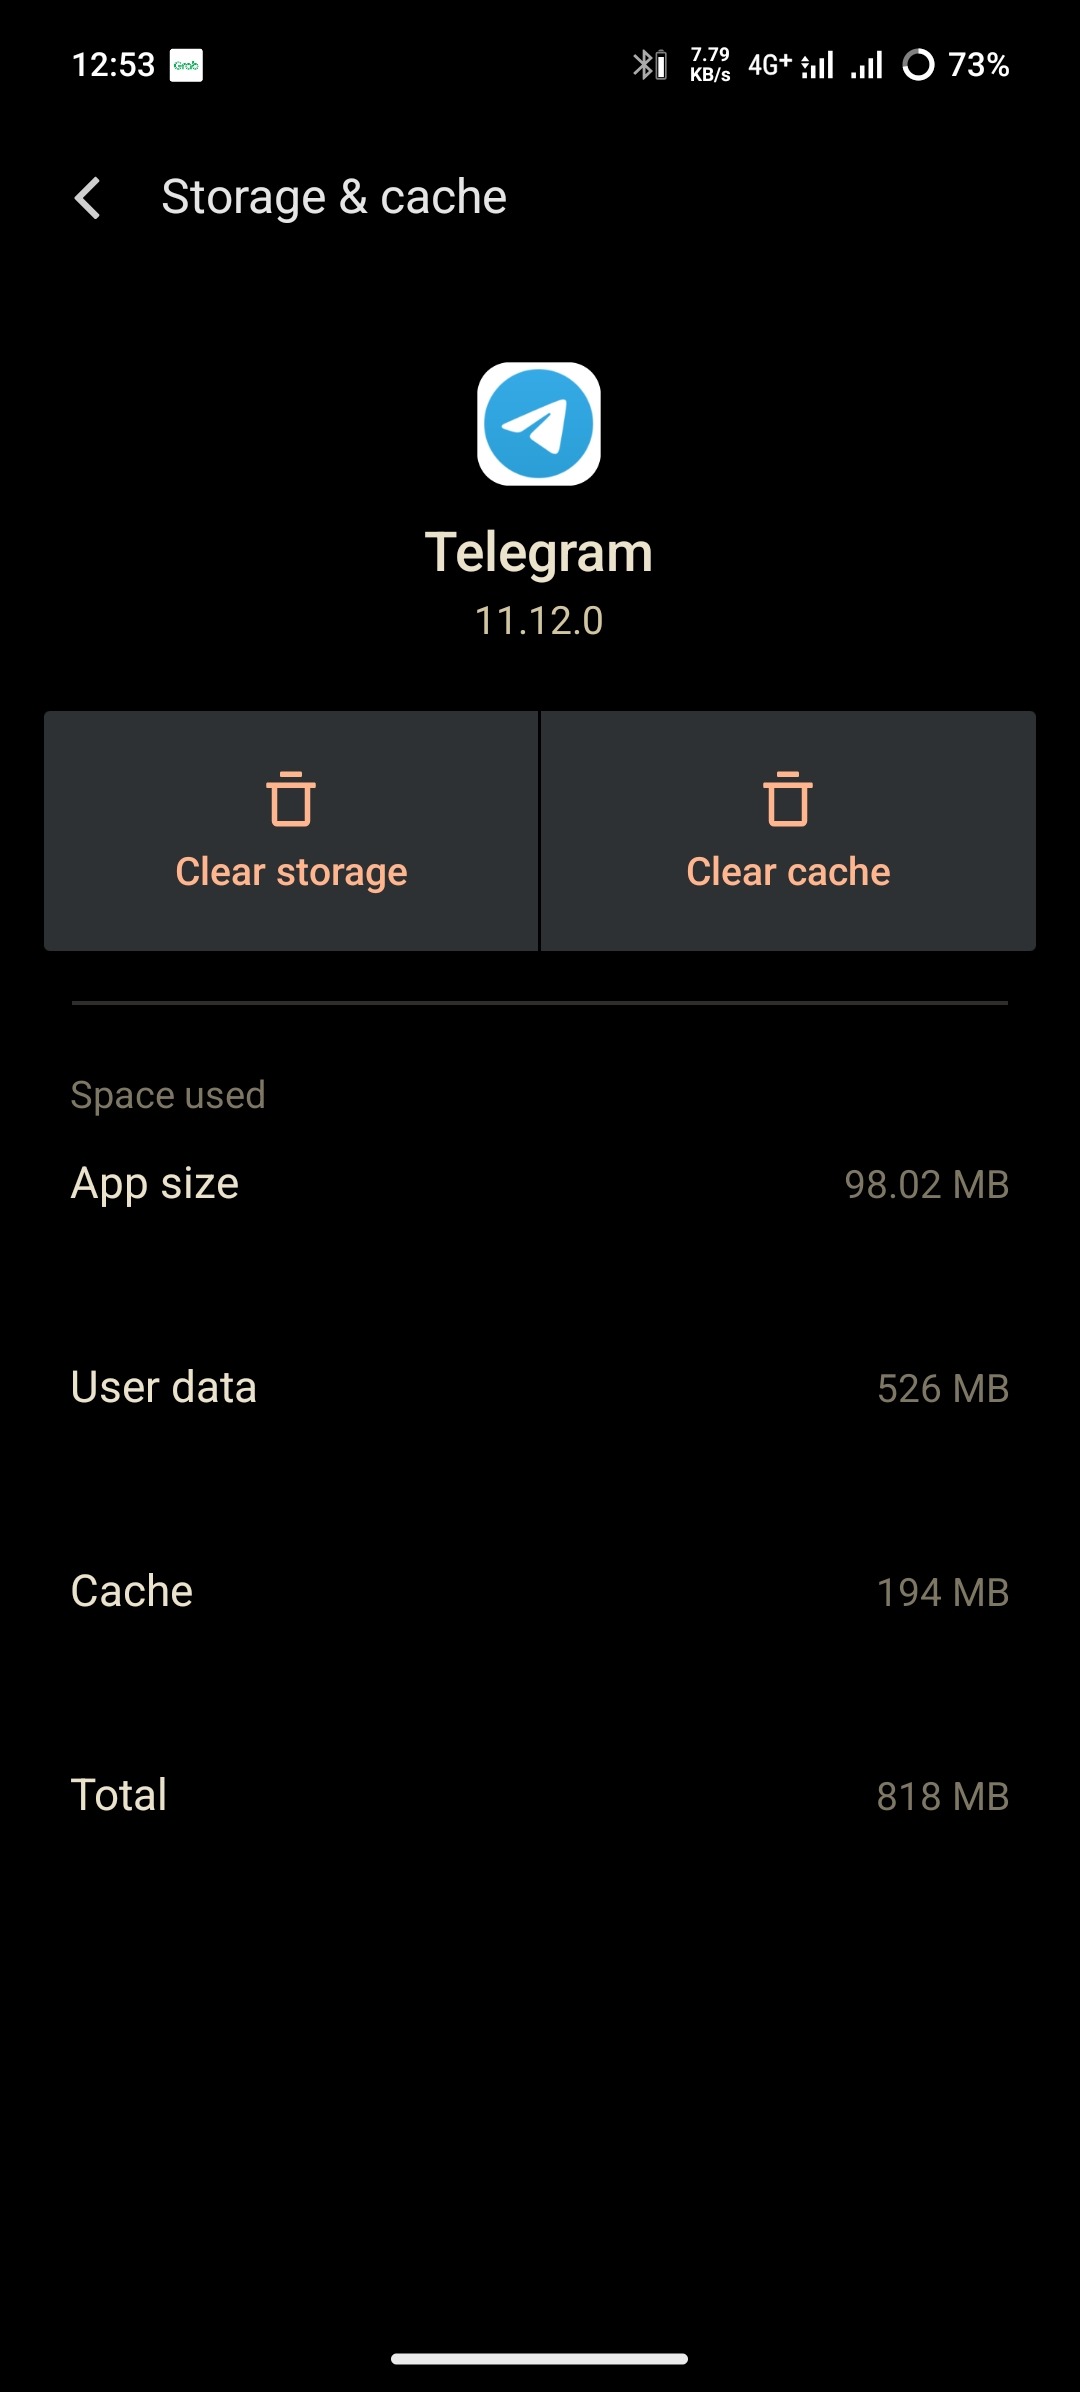 12:53 Grab 7.79 KB/s 4G+ 73%
Storage & cache
Telegram
11.12.0
Clear storage Clear cache
Space used
App size 98.02 MB
User data 526 MB
Cache 194 MB
Total 818 MB